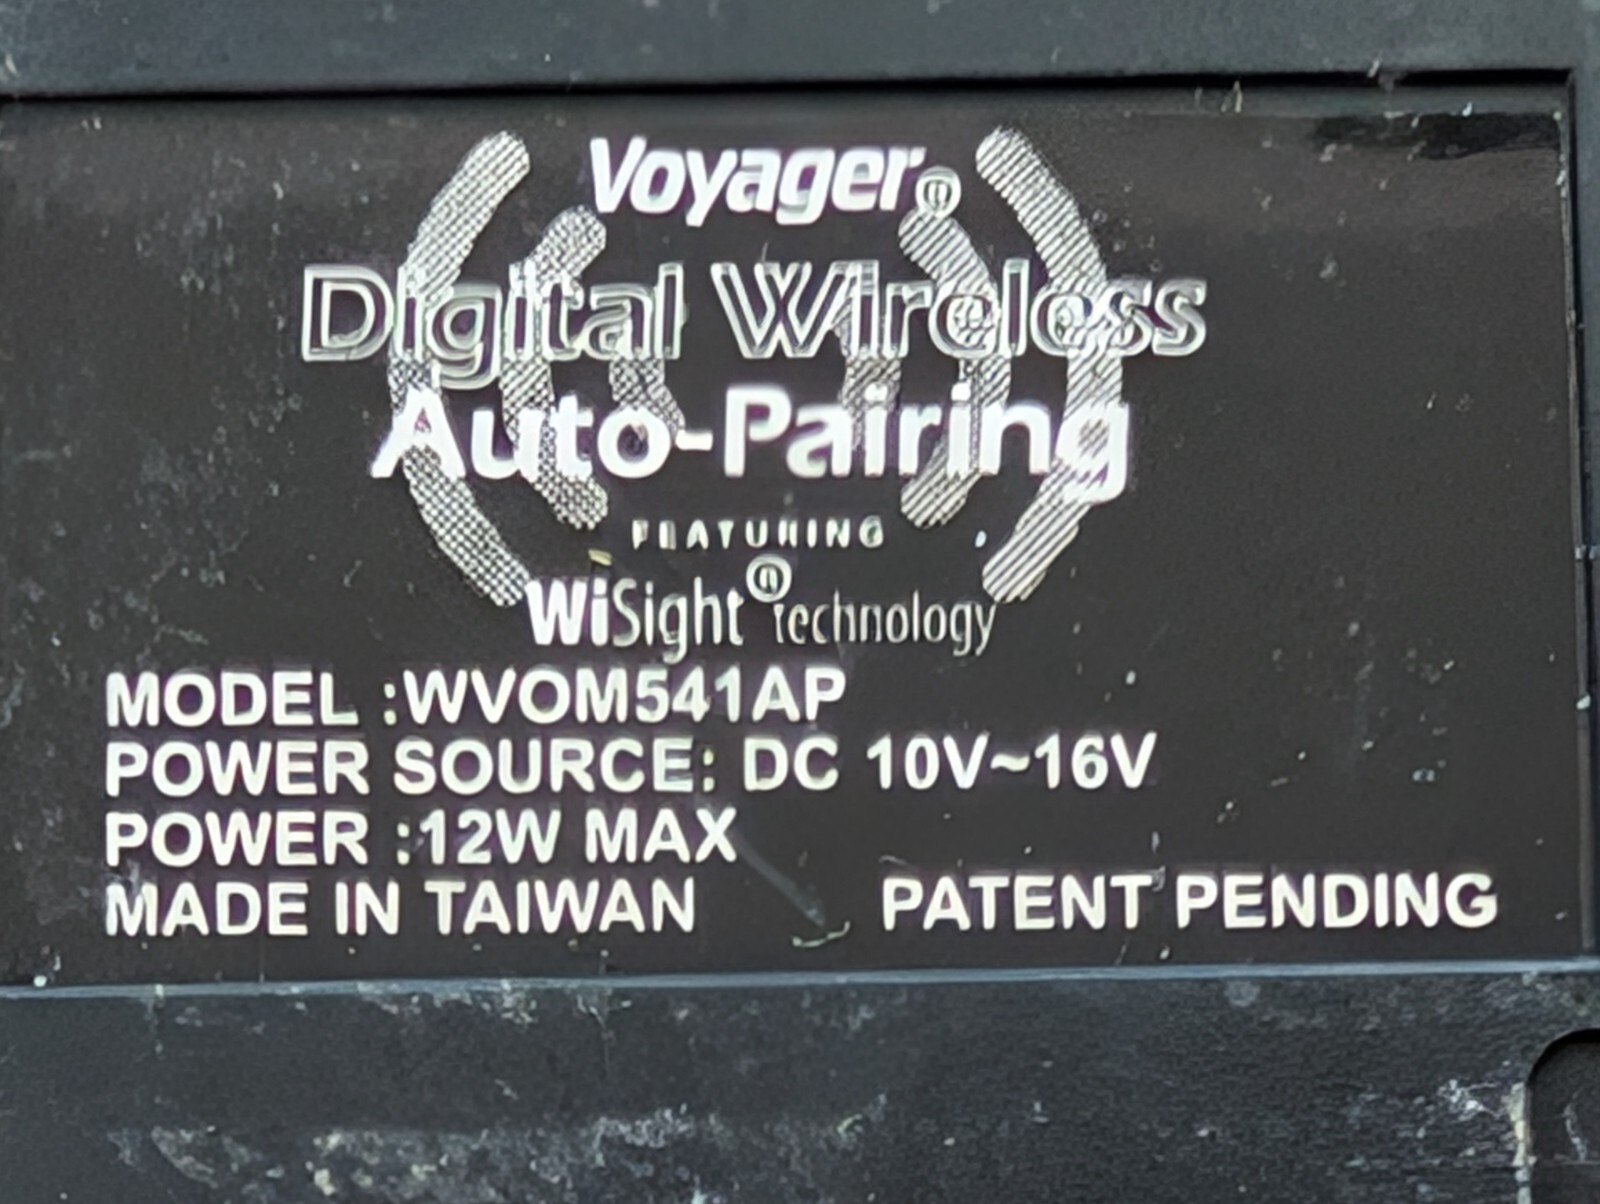 Voyager®
Digital Wireless
Auto-Pairing
FEATURING
WiSight® Technology
MODEL :WVOM541AP
POWER SOURCE: DC 10V~16V
POWER :12W MAX
MADE IN TAIWAN PATENT PENDING